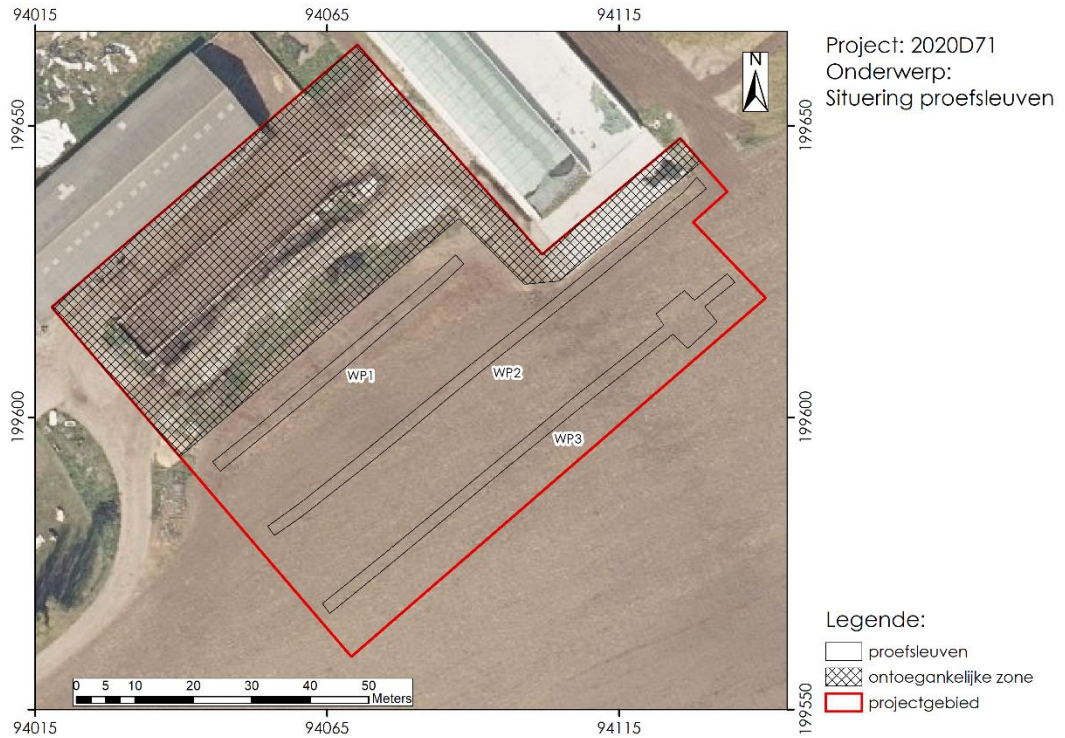 94015 94065 94115
Project: 2020D71
Onderwerp:
Situering proefsleuven
N
199650 199650
WP1
WP2
199600 199600
WP3
Legende:
proefsleuven
ontoegankelijke zone
projectgebied
0 5 10 20 30 40 50
Meters
199550
94015 94065 94115